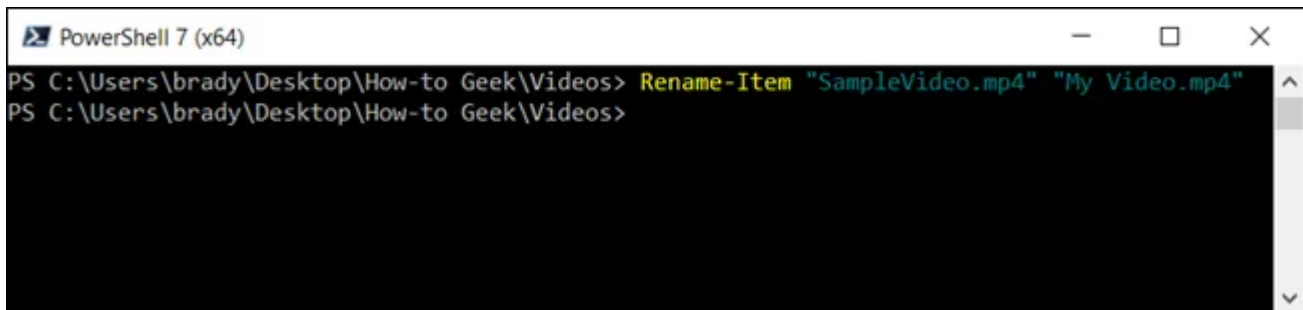 PowerShell 7 (x64)
PS C:\Users\brady\Desktop\How-to Geek\Videos> Rename-Item "SampleVideo.mp4" "My Video.mp4"
PS C:\Users\brady\Desktop\How-to Geek\Videos>